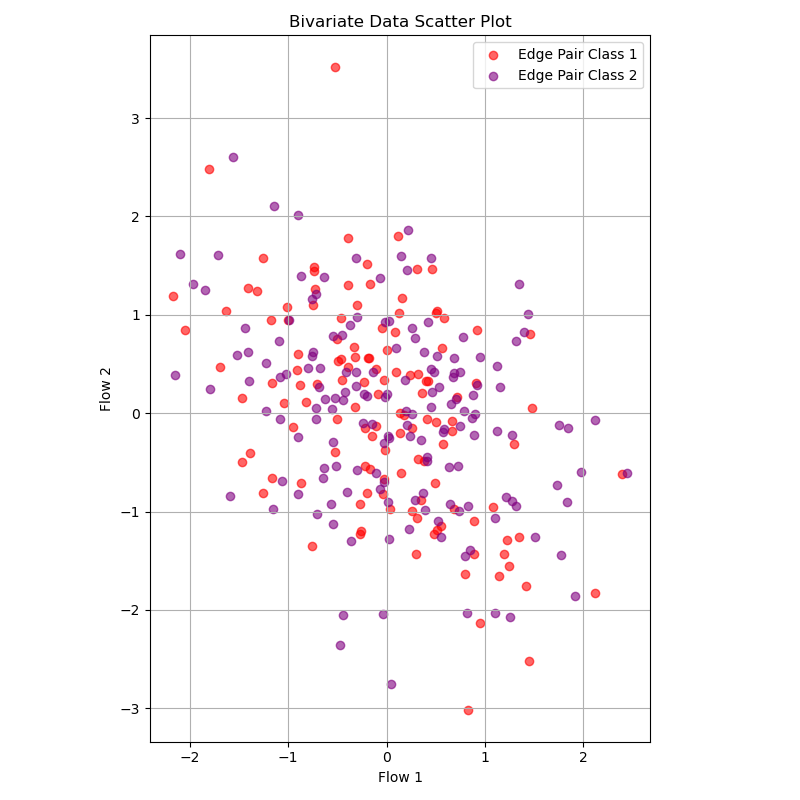 Bivariate Data Scatter Plot
Edge Pair Class 1
Edge Pair Class 2
Flow 2
3
2
1
0
−1
−2
−3
−2
−1
0
1
2
Flow 1